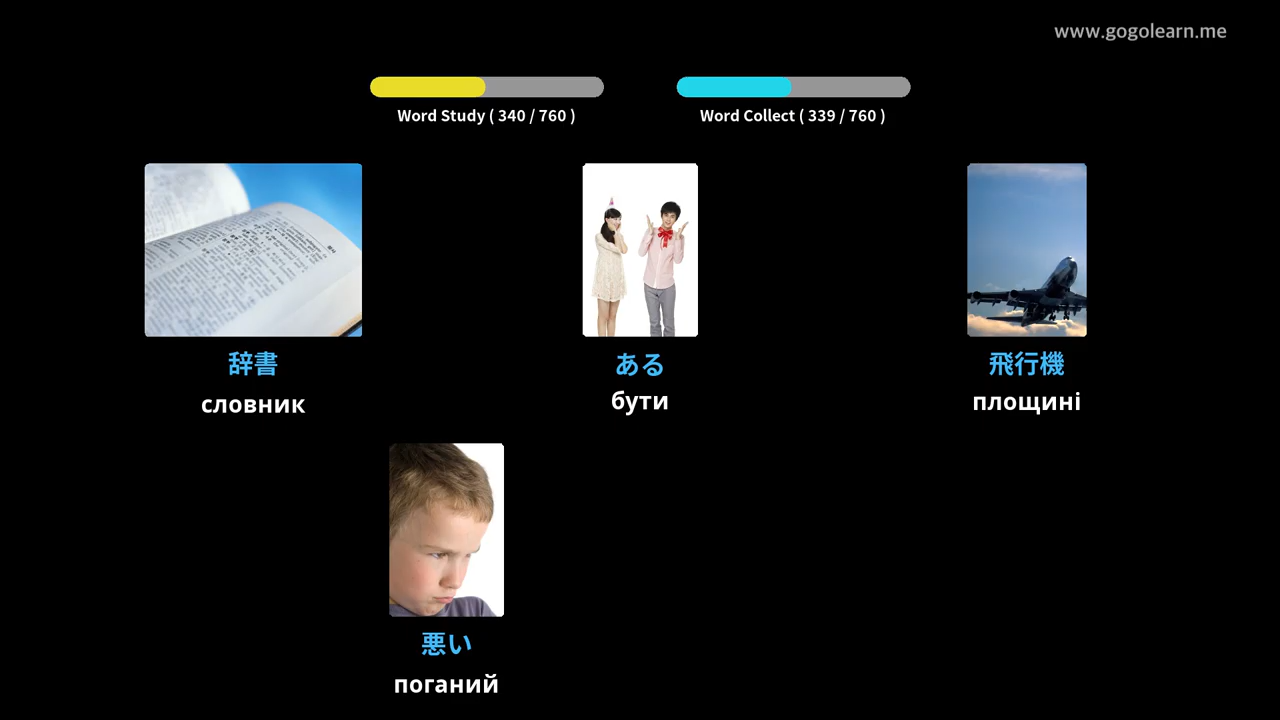 www.gogolearn.me
Word Study ( 340 / 760 )
Word Collect ( 339 / 760 )
辞書
словник
ある
бути
飛行機
площині
悪い
поганий